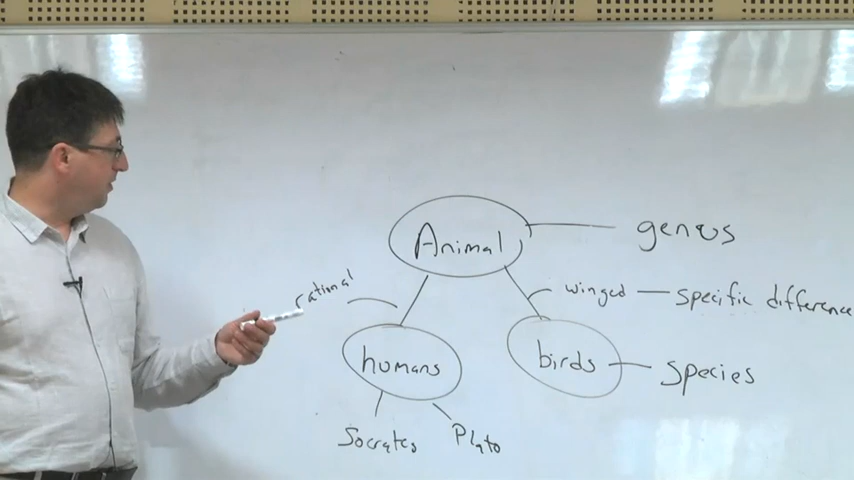 Animal genus
rational winged specific difference
humans birds species
Socrates Plato